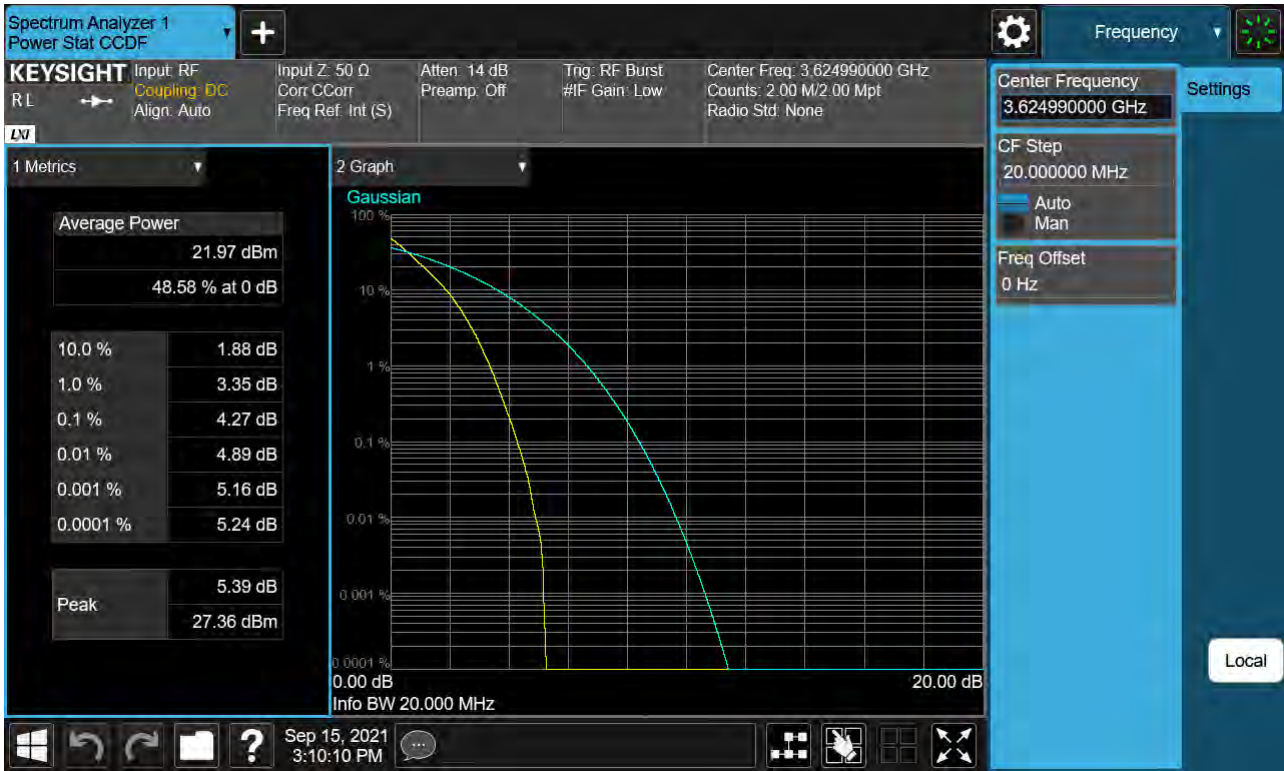 Spectrum Analyzer 1
Power Stat CCDF
+
Frequency
KEYSIGHT
RL
LXI
Input: RF
Coupling: DC
Align: Auto
Input Z: 50 Ω
Corr CCorr
Freq Ref: Int (S)
Atten: 14 dB
Preamp: Off
Trig: RF Burst
#IF Gain: Low
Center Freq: 3.624990000 GHz
Counts: 2.00 M/2.00 Mpt
Radio Std: None
1 Metrics
Average Power
21.97 dBm
48.58 % at 0 dB
10.0 % 1.88 dB
1.0 % 3.35 dB
0.1 % 4.27 dB
0.01 % 4.89 dB
0.001 % 5.16 dB
0.0001 % 5.24 dB
Peak
5.39 dB
27.36 dBm
2 Graph
Gaussian
100 %
10 %
1 %
0.1 %
0.01 %
0.001 %
0.0001 %
0.00 dB
20.00 dB
Info BW 20.000 MHz
Center Frequency
3.624990000 GHz
CF Step
20.000000 MHz
Auto
Man
Freq Offset
0 Hz
Settings
Local
?
Sep 15, 2021
3:10:10 PM